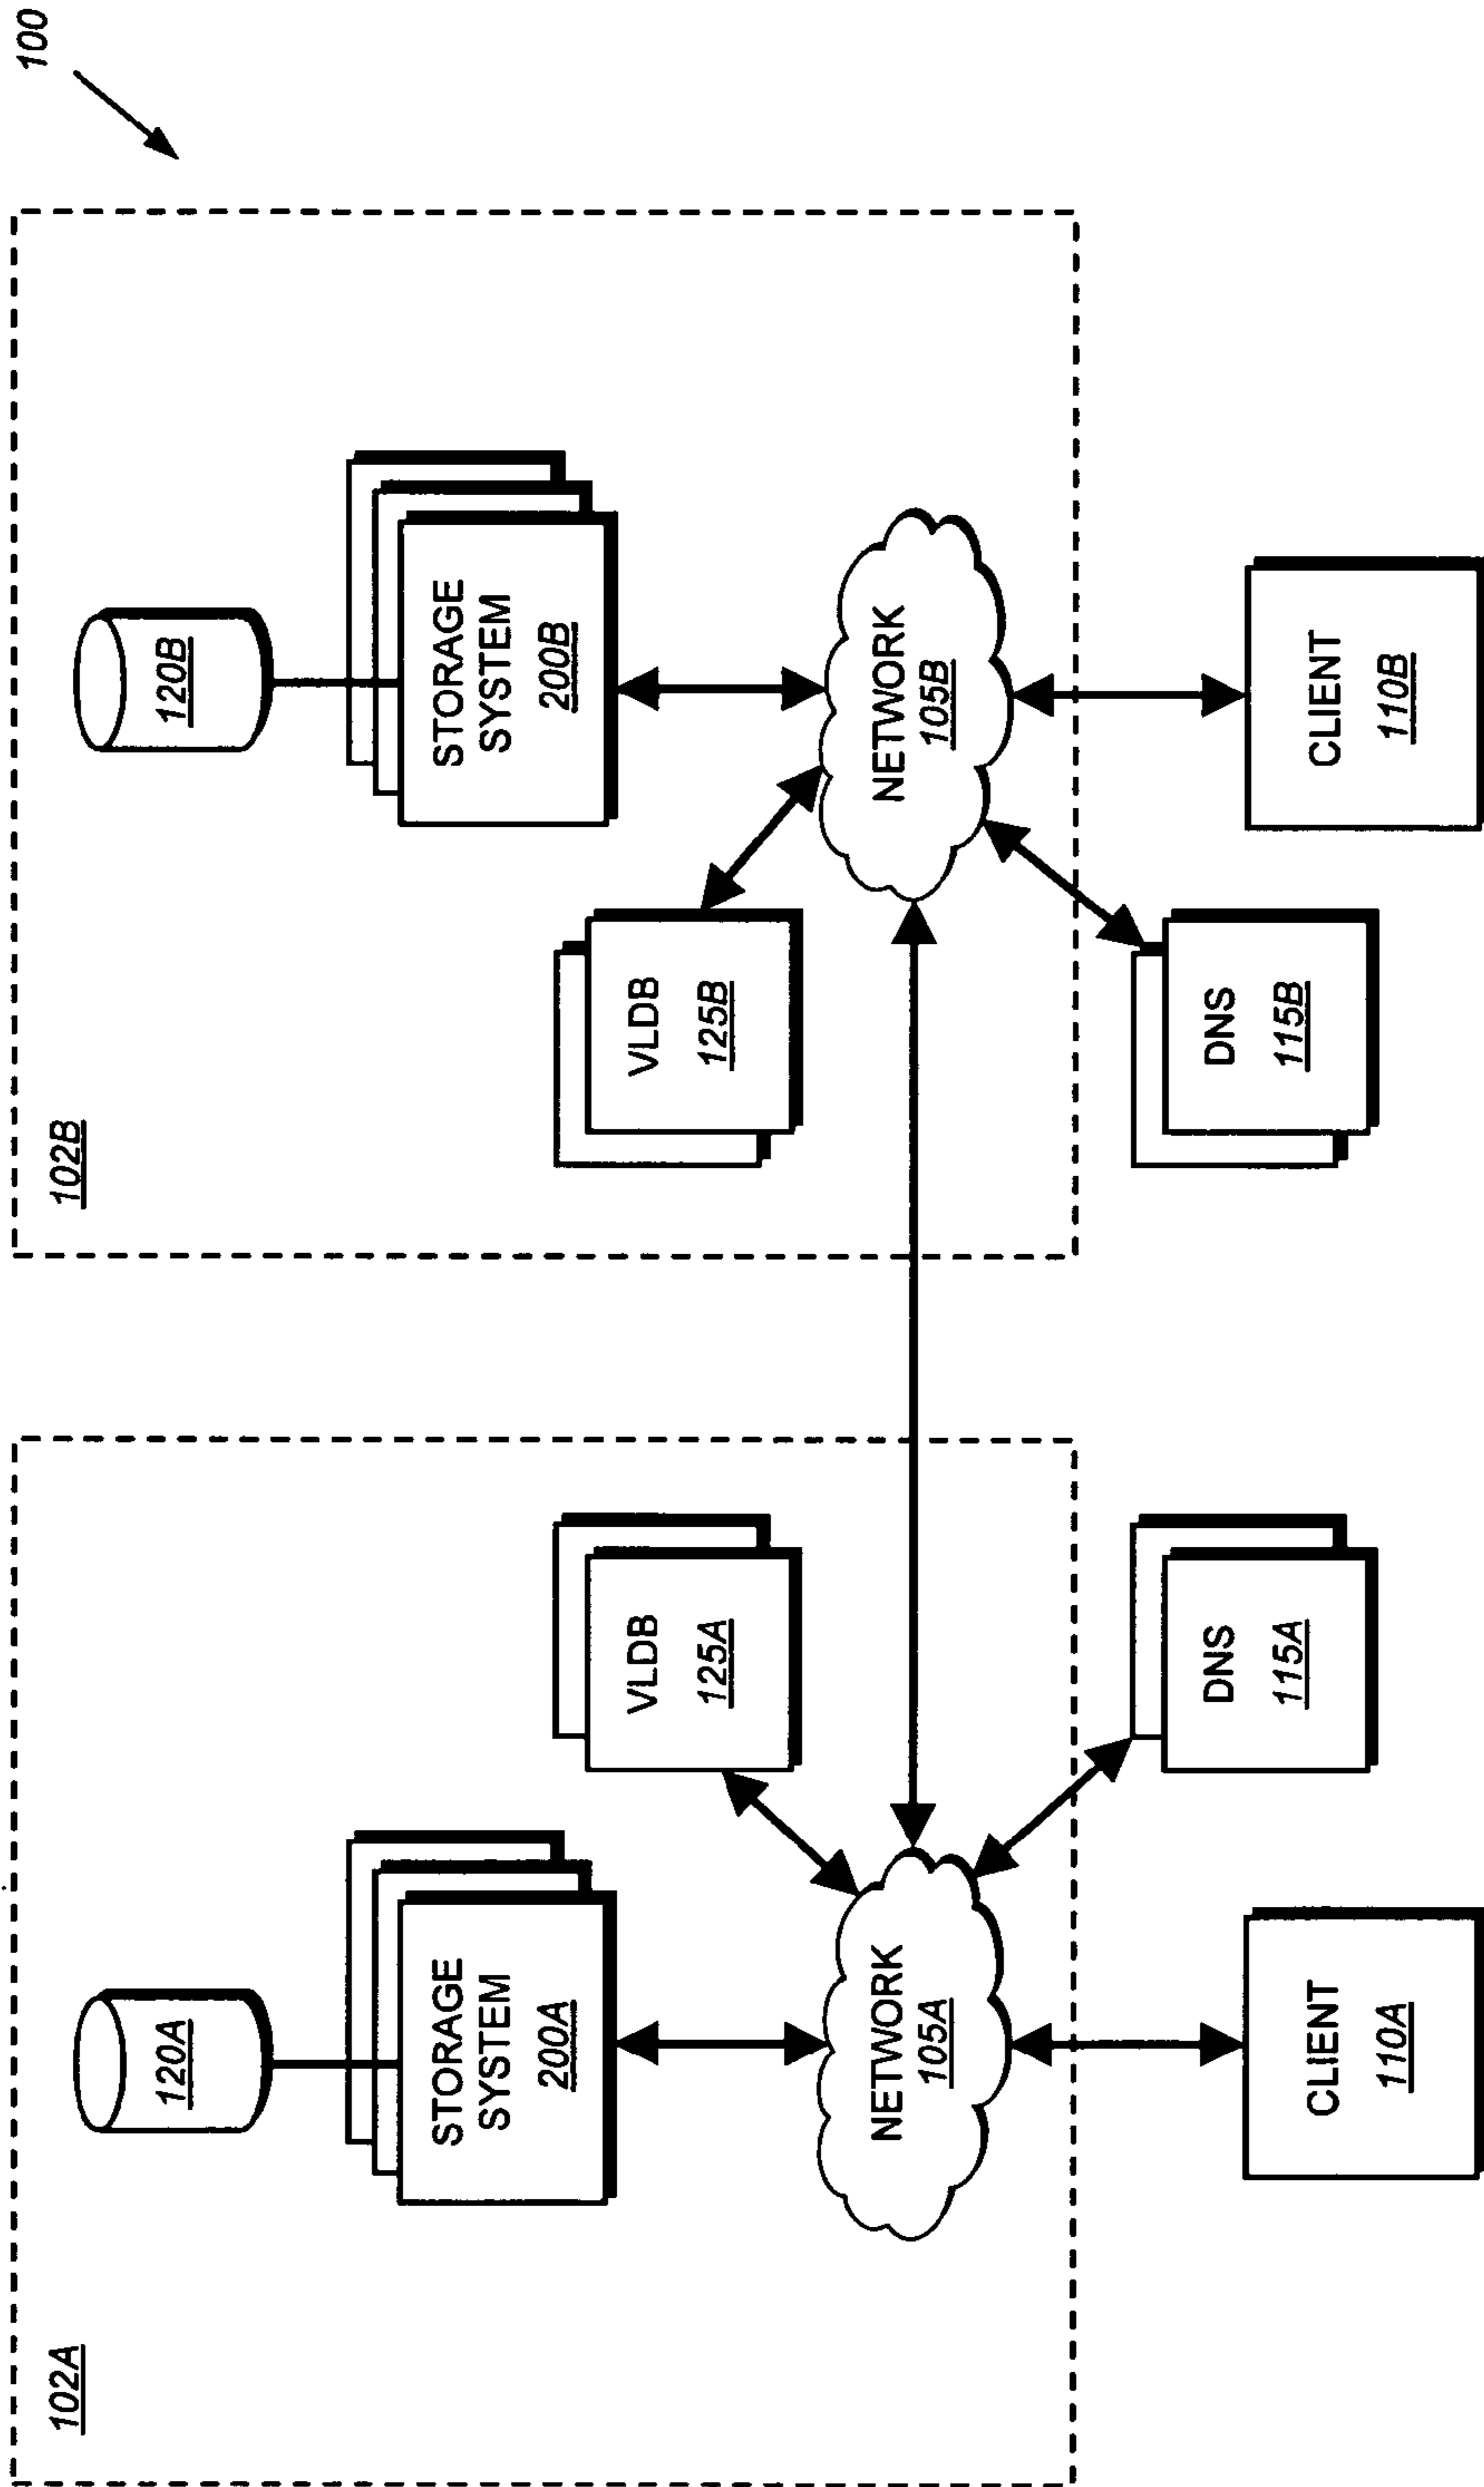 100
102A
120A
STORAGE
SYSTEM
200A
VLDB
125A
NETWORK
105A
CLIENT
110A
DNS
115A
102B
120B
STORAGE
SYSTEM
200B
VLDB
125B
NETWORK
105B
DNS
115B
CLIENT
110B